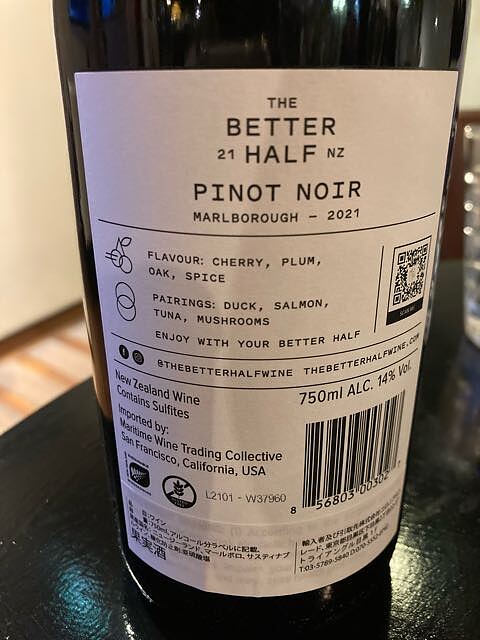 THE
BETTER
21 HALF NZ
PINOT NOIR
MARLBOROUGH – 2021
FLAVOUR: CHERRY, PLUM,
OAK, SPICE
PAIRINGS: DUCK, SALMON,
TUNA, MUSHROOMS
ENJOY WITH YOUR BETTER HALF
SCAN ME
@THEBETTERHALFWINE THEBETTERHALFWINE.COM
New Zealand Wine
Contains Sulfites
750ml ALC. 14% Vol.
Imported by:
Maritime Wine Trading Collective
San Francisco, California, USA
L2101 - W37960
8 56803 00302
果実酒